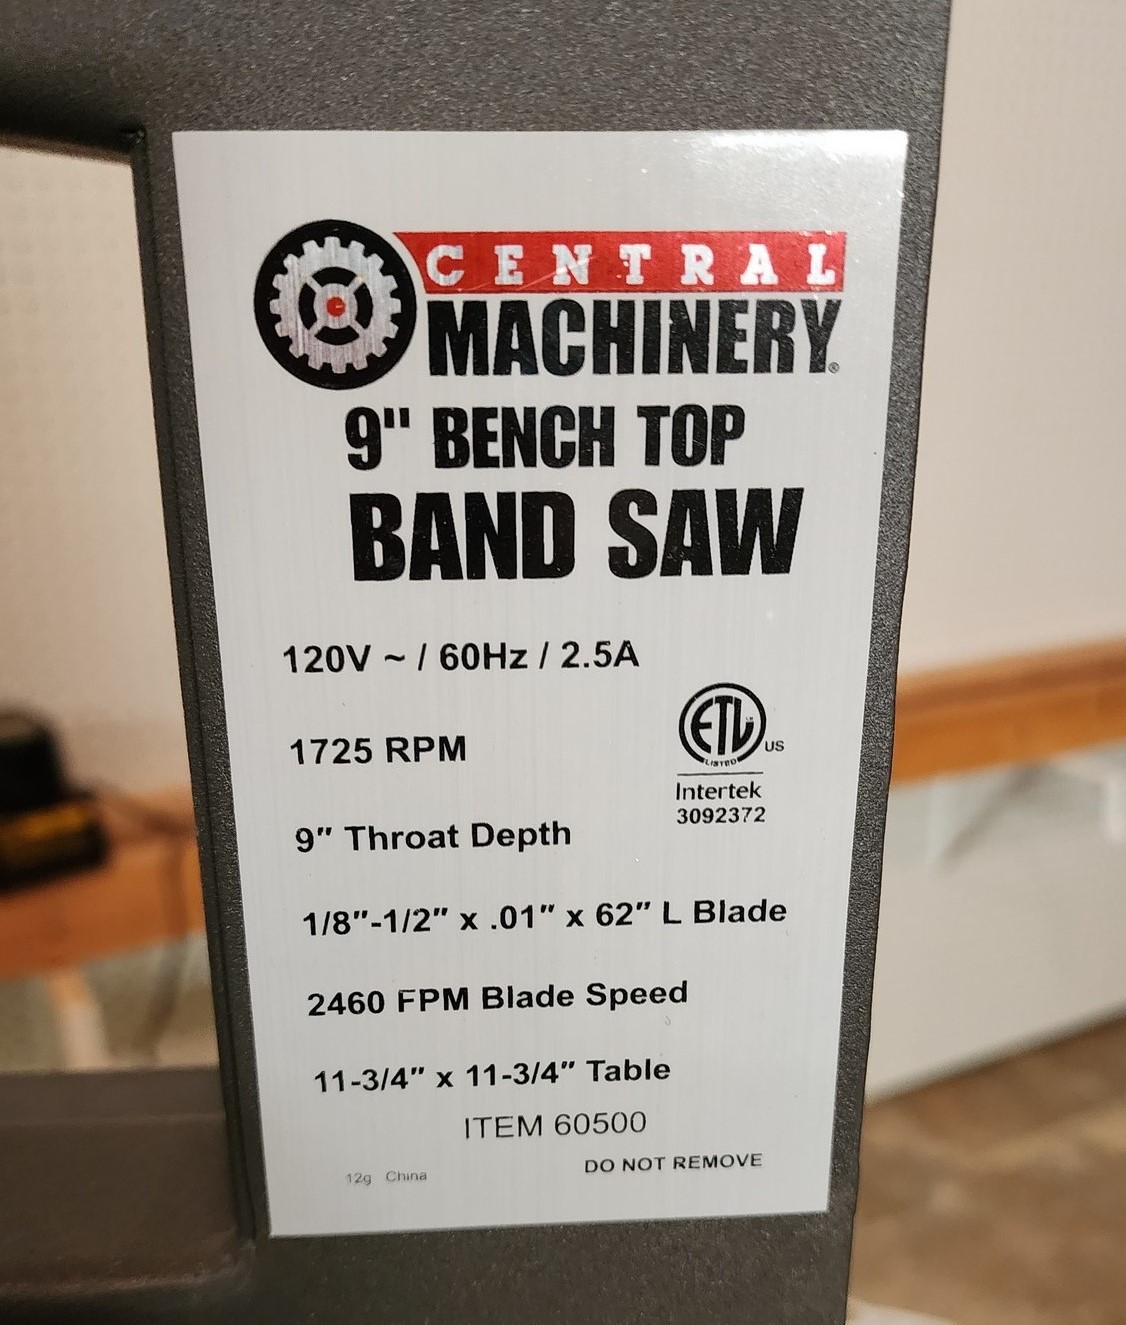 CENTRAL
MACHINERY®
9" BENCH TOP
BAND SAW
120V ~ / 60Hz / 2.5A
1725 RPM
ETL
LISTED
US
Intertek
3092372
9" Throat Depth
1/8"-1/2" x .01" x 62" L Blade
2460 FPM Blade Speed
11-3/4" x 11-3/4" Table
ITEM 60500
DO NOT REMOVE
12g China